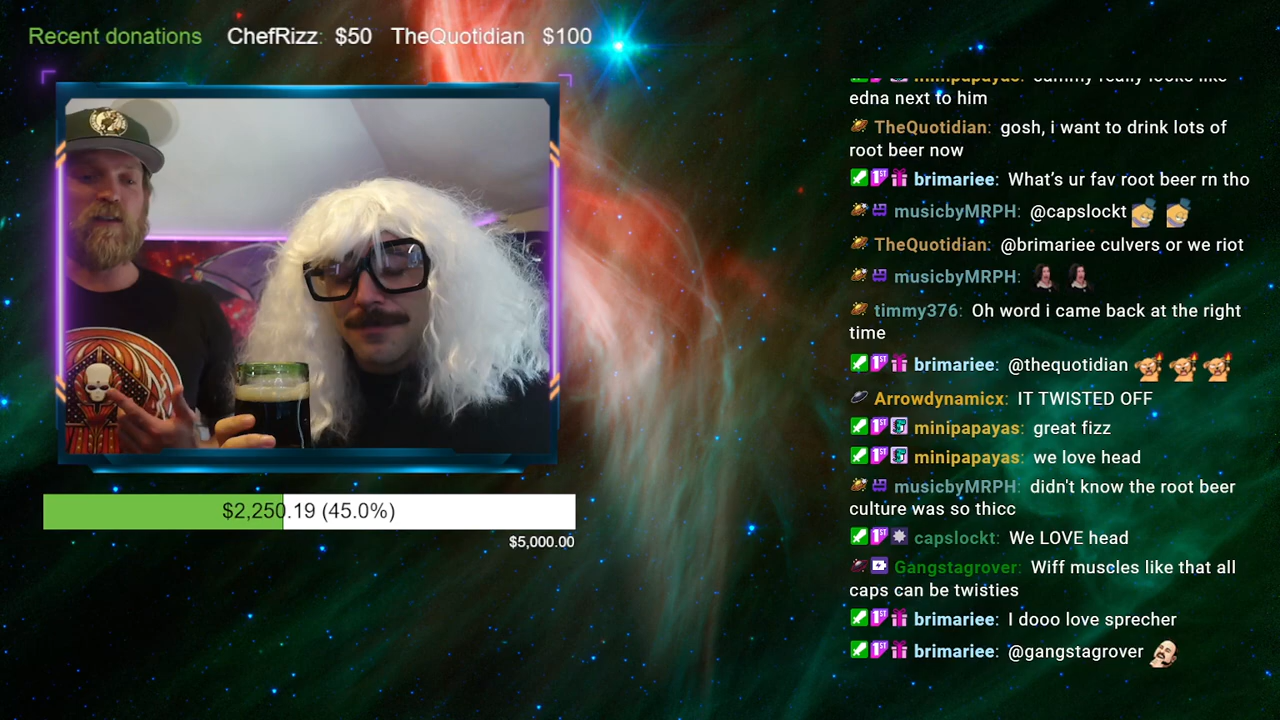 Recent donations ChefRizz: $50 TheQuotidian $100
minipapayas: sammy really looks like
edna next to him
TheQuotidian: gosh, i want to drink lots of
root beer now
brimariee: What's ur fav root beer rn tho
musicbyMRPH: @capslockt
TheQuotidian: @brimariee culvers or we riot
musicbyMRPH:
timmy376: Oh word i came back at the right
time
brimariee: @thequotidian
Arrowdynamicx: IT TWISTED OFF
minipapayas: great fizz
minipapayas: we love head
musicbyMRPH: didn't know the root beer
culture was so thicc
capslockt: We LOVE head
Gangstagrover: Wiff muscles like that all
caps can be twisties
brimariee: I dooo love sprecher
brimariee: @gangstagrover
$2,250.19 (45.0%)
$5,000.00